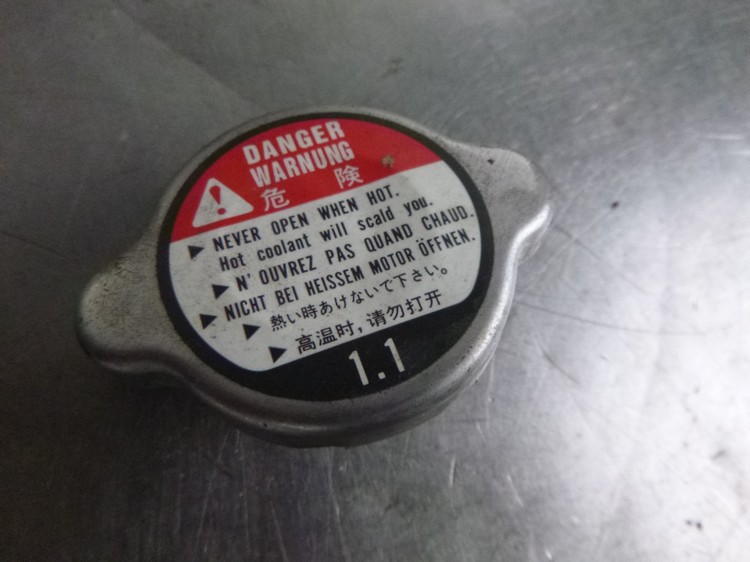 DANGER
WARNUNG
危険
▶ NEVER OPEN WHEN HOT.
Hot coolant will scald you.
▶ N'OUVREZ PAS QUAND CHAUD.
▶ NICHT BEI HEISSEM MOTOR ÖFFNEN.
▶ 熱い時あけないで下さい。
▶ 高温时，请勿打开
1.1